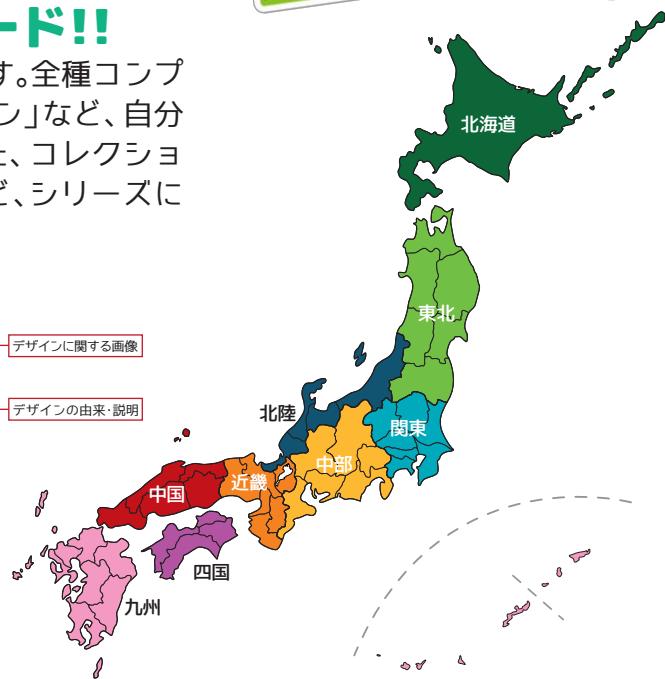 ード!!
す。全種コンプ
ン」など、自分
、コレクショ
ど、シリーズに
デザインに関する画像
デザインの由来・説明
北海道
東北
北陸
関東
中部
近畿
中国
四国
九州